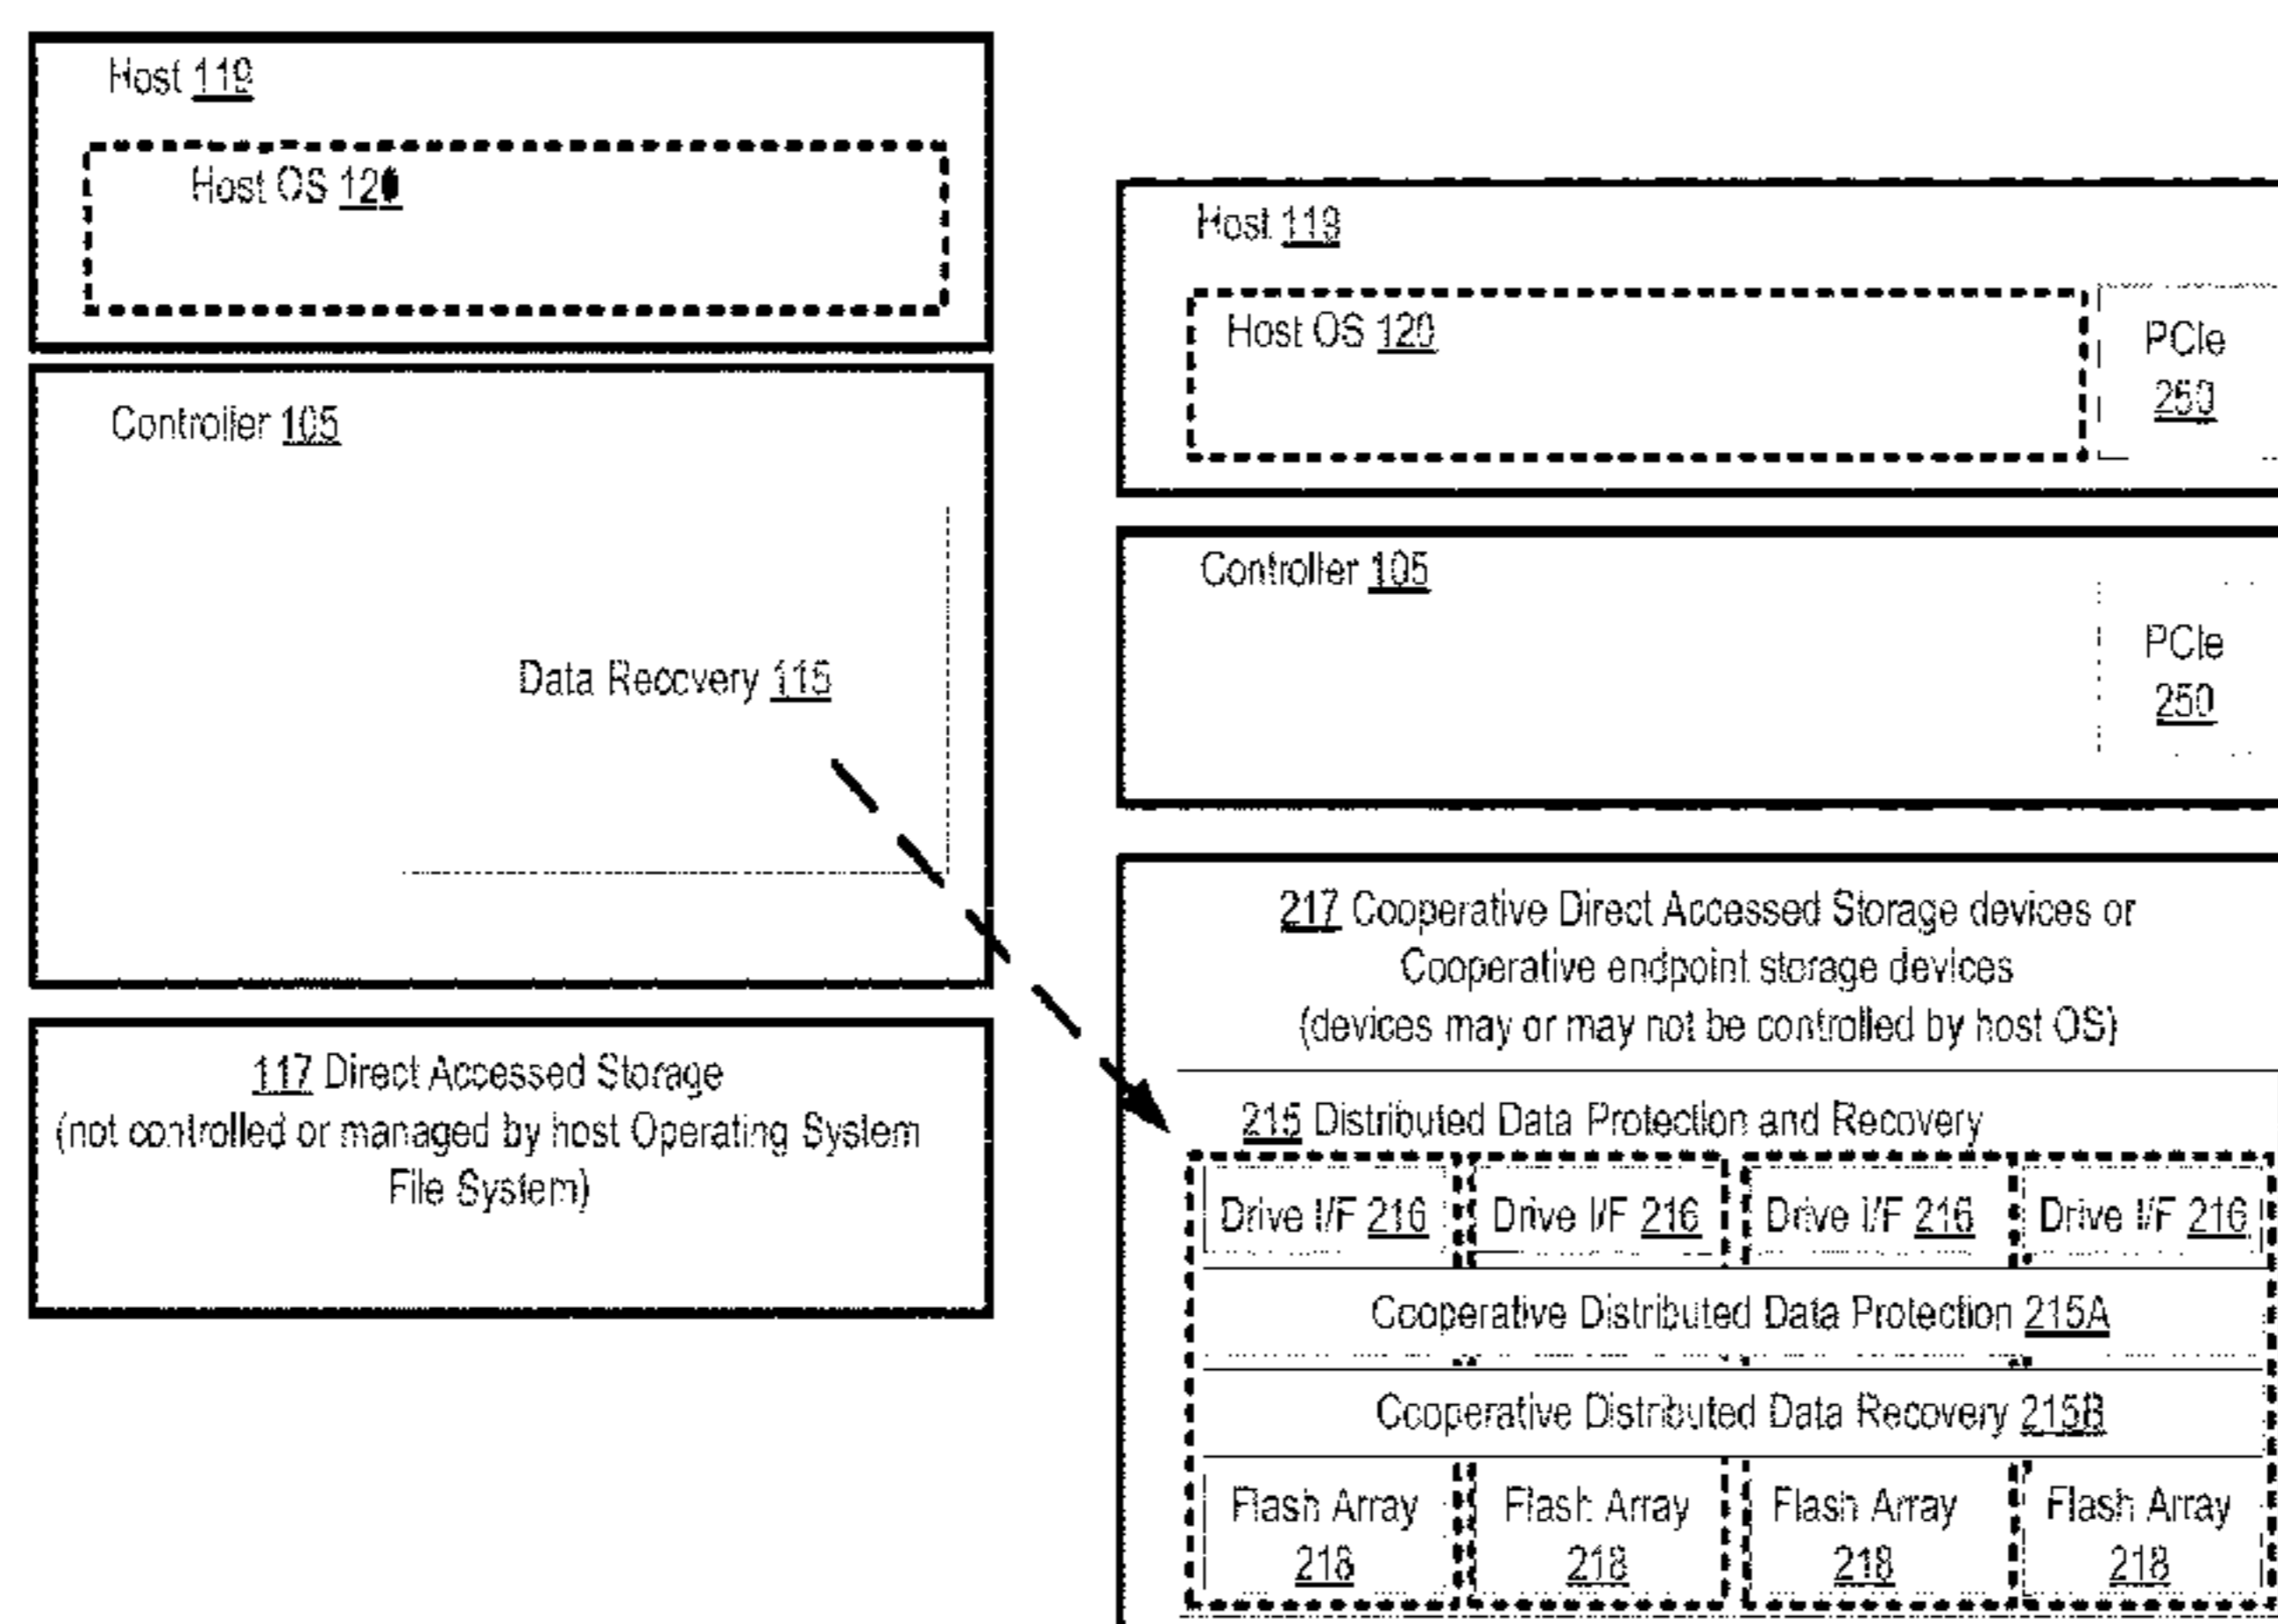 Host 119
Host OS 120
Controller 105
Data Recovery 115
117 Direct Accessed Storage
(not controlled or managed by host Operating System
File System)
Host 119
Host OS 120
PCIe
250
Controller 105
PCIe
250
217 Cooperative Direct Accessed Storage devices or
Cooperative endpoint storage devices
(devices may or may not be controlled by host OS)
215 Distributed Data Protection and Recovery
Drive I/F 216 Drive I/F 216 Drive I/F 216 Drive I/F 216
Cooperative Distributed Data Protection 215A
Cooperative Distributed Data Recovery 215B
Flash Array Flash Array Flash Array Flash Array
218 218 218 218